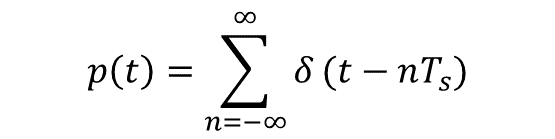 p(t) = ∑_{n=-∞}^{∞} δ (t − nT_s)